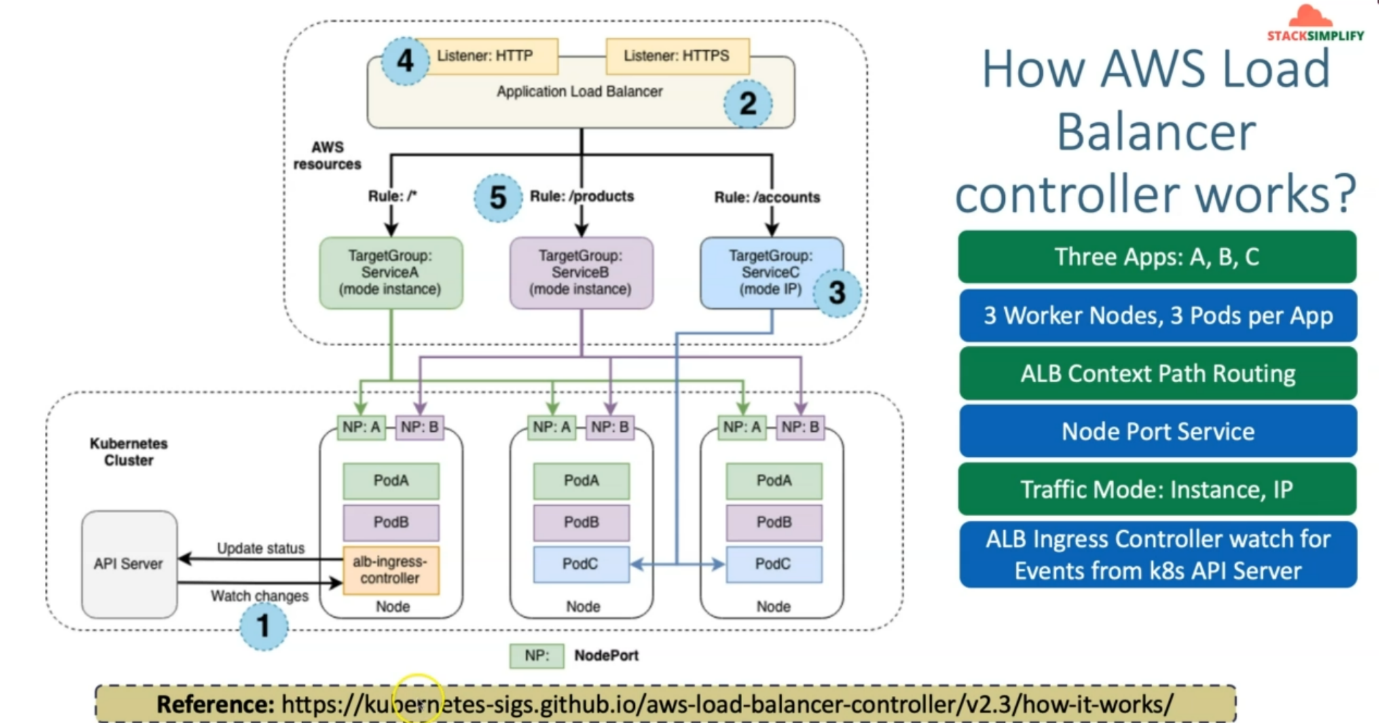 STACKSIMPLIFY
How AWS Load
Balancer
controller works?
Three Apps: A, B, C
3 Worker Nodes, 3 Pods per App
ALB Context Path Routing
Node Port Service
Traffic Mode: Instance, IP
ALB Ingress Controller watch for
Events from k8s API Server
4
Listener: HTTP
Listener: HTTPS
Application Load Balancer
2
AWS
resources
Rule: /*
5
Rule: /products
Rule: /accounts
TargetGroup:
ServiceA
(mode instance)
TargetGroup:
ServiceB
(mode instance)
TargetGroup:
ServiceC
(mode IP)
3
Kubernetes
Cluster
NP: A
NP: B
NP: A
NP: B
NP: A
NP: B
PodA
PodB
alb-ingress-
controller
Node
PodA
PodB
PodC
Node
PodA
PodB
PodC
Node
API Server
Update status
Watch changes
1
NP:
NodePort
Reference: https://kubernetes-sigs.github.io/aws-load-balancer-controller/v2.3/how-it-works/